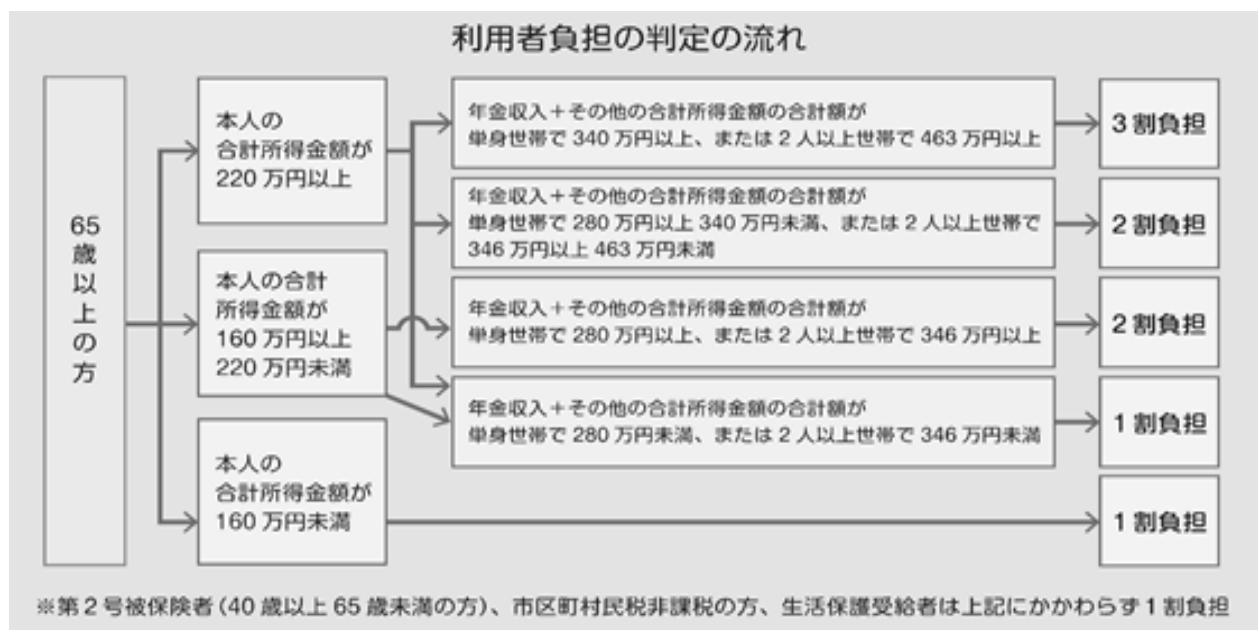 利用者負担の判定の流れ
65歳以上の方
本人の
合計所得金額が
220万円以上
年金収入+その他の合計所得金額の合計額が
単身世帯で340万円以上、または2人以上世帯で463万円以上
3割負担
年金収入+その他の合計所得金額の合計額が
単身世帯で280万円以上340万円未満、または2人以上世帯で
346万円以上463万円未満
2割負担
本人の合計
所得金額が
160万円以上
220万円未満
年金収入+その他の合計所得金額の合計額が
単身世帯で280万円以上、または2人以上世帯で346万円以上
2割負担
年金収入+その他の合計所得金額の合計額が
単身世帯で280万円未満、または2人以上世帯で346万円未満
1割負担
本人の
合計所得金額が
160万円未満
1割負担
※第2号被保険者(40歳以上65歳未満の方)、市区町村民税非課税の方、生活保護受給者は上記にかかわらず1割負担